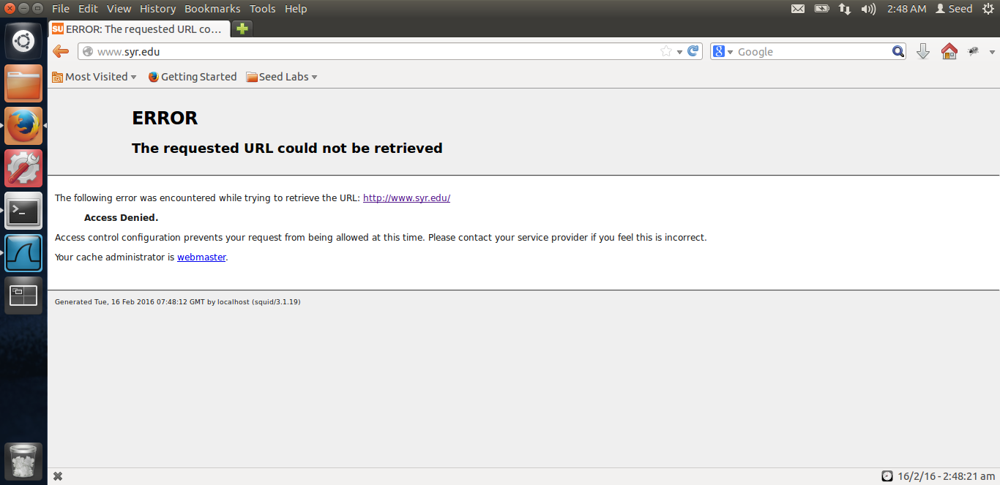 File Edit View History Bookmarks Tools Help 2:48 AM Seed
SU ERROR: The requested URL co...
www.syr.edu Google
Most Visited Getting Started Seed Labs
ERROR
The requested URL could not be retrieved
The following error was encountered while trying to retrieve the URL: http://www.syr.edu/
Access Denied.
Access control configuration prevents your request from being allowed at this time. Please contact your service provider if you feel this is incorrect.
Your cache administrator is webmaster.
Generated Tue, 16 Feb 2016 07:48:12 GMT by localhost (squid/3.1.19)
16/2/16 - 2:48:21 am